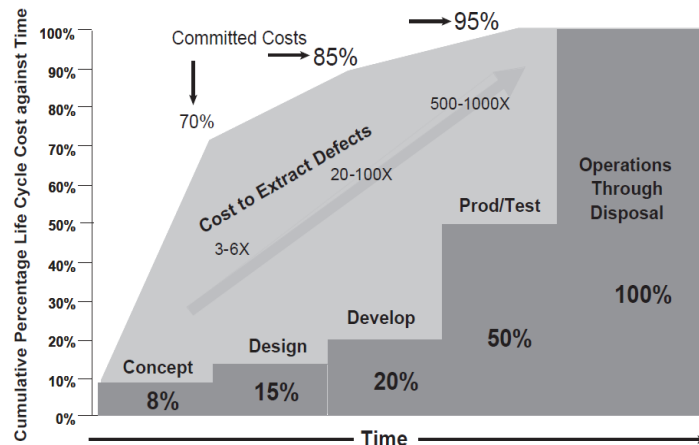 Cumulative Percentage Life Cycle Cost against Time
100%
90%
80%
70%
60%
50%
40%
30%
20%
10%
0%
Committed Costs
70%
85%
95%
Cost to Extract Defects
3-6X
20-100X
500-1000X
Concept
8%
Design
15%
Develop
20%
Prod/Test
50%
Operations
Through
Disposal
100%
Time